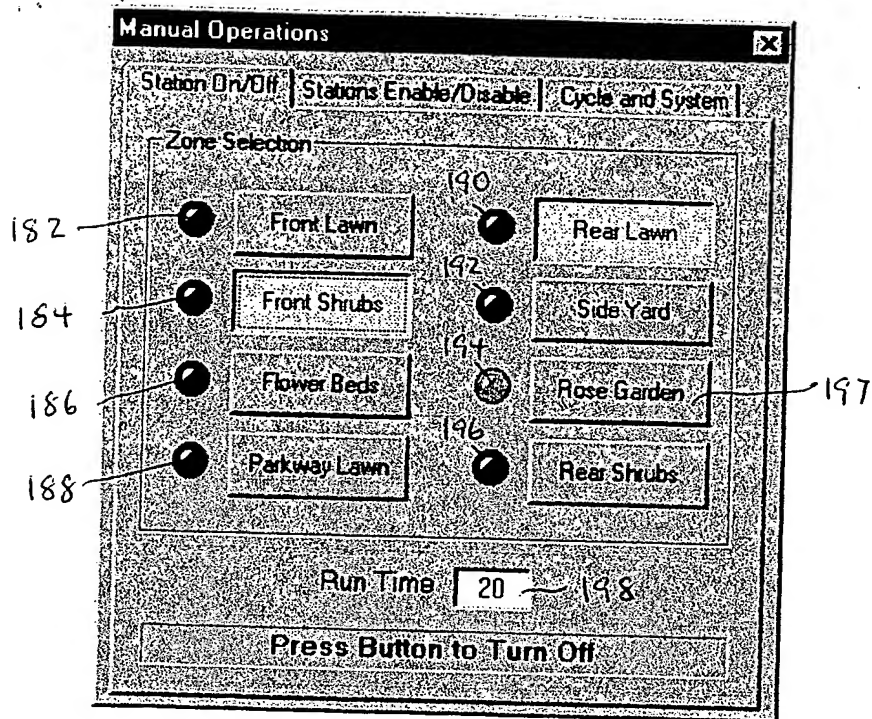 Manual Operations
Station On/Off Stations Enable/Disable Cycle and System
Zone Selection
182 Front Lawn 190 Rear Lawn
184 Front Shrubs 192 Side Yard
186 Flower Beds 194 Rose Garden 197
188 Parkway Lawn 196 Rear Shrubs
Run Time 20 198
Press Button to Turn Off